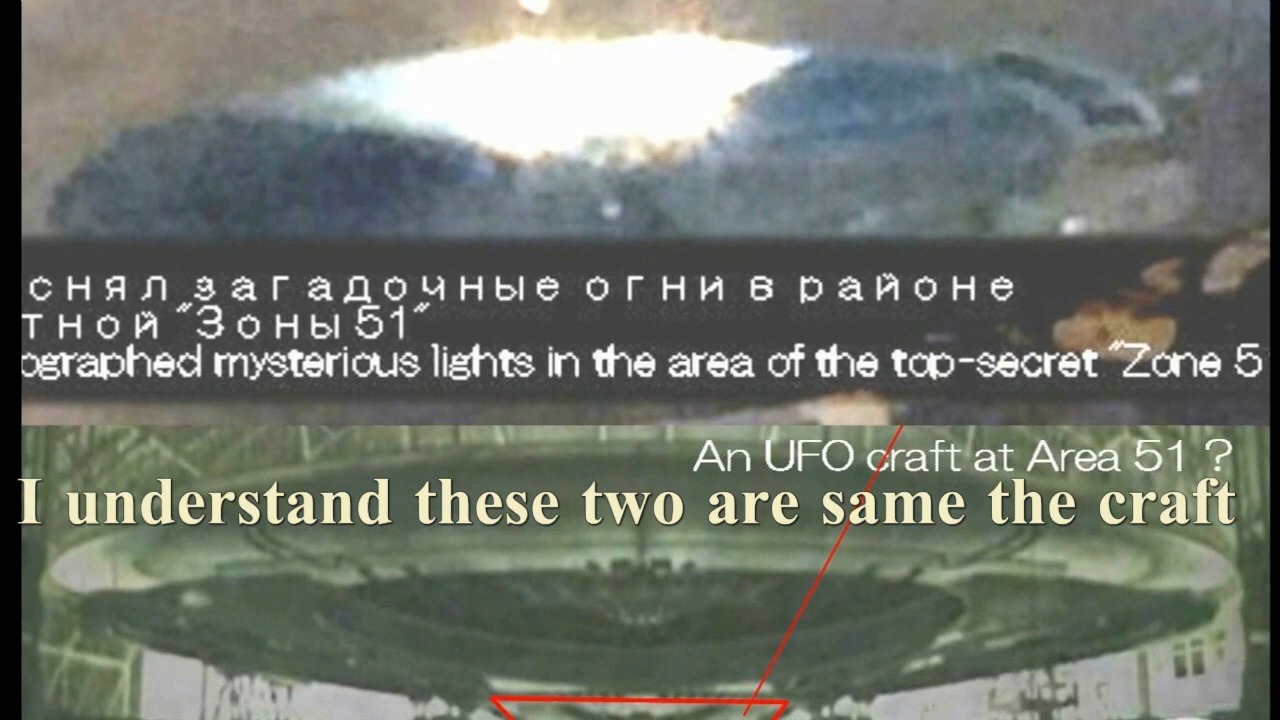 снял загадочные огни в районе
тной "Зоны 51"
ographed mysterious lights in the area of the top-secret "Zone 5
An UFO craft at Area 51 ?
I understand these two are same the craft